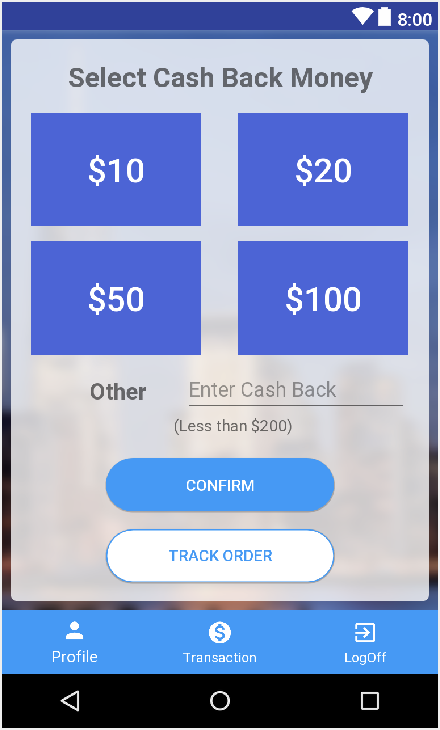 8:00
Select Cash Back Money
$10 $20
$50 $100
Other Enter Cash Back
(Less than $200)
CONFIRM
TRACK ORDER
Profile Transaction LogOff